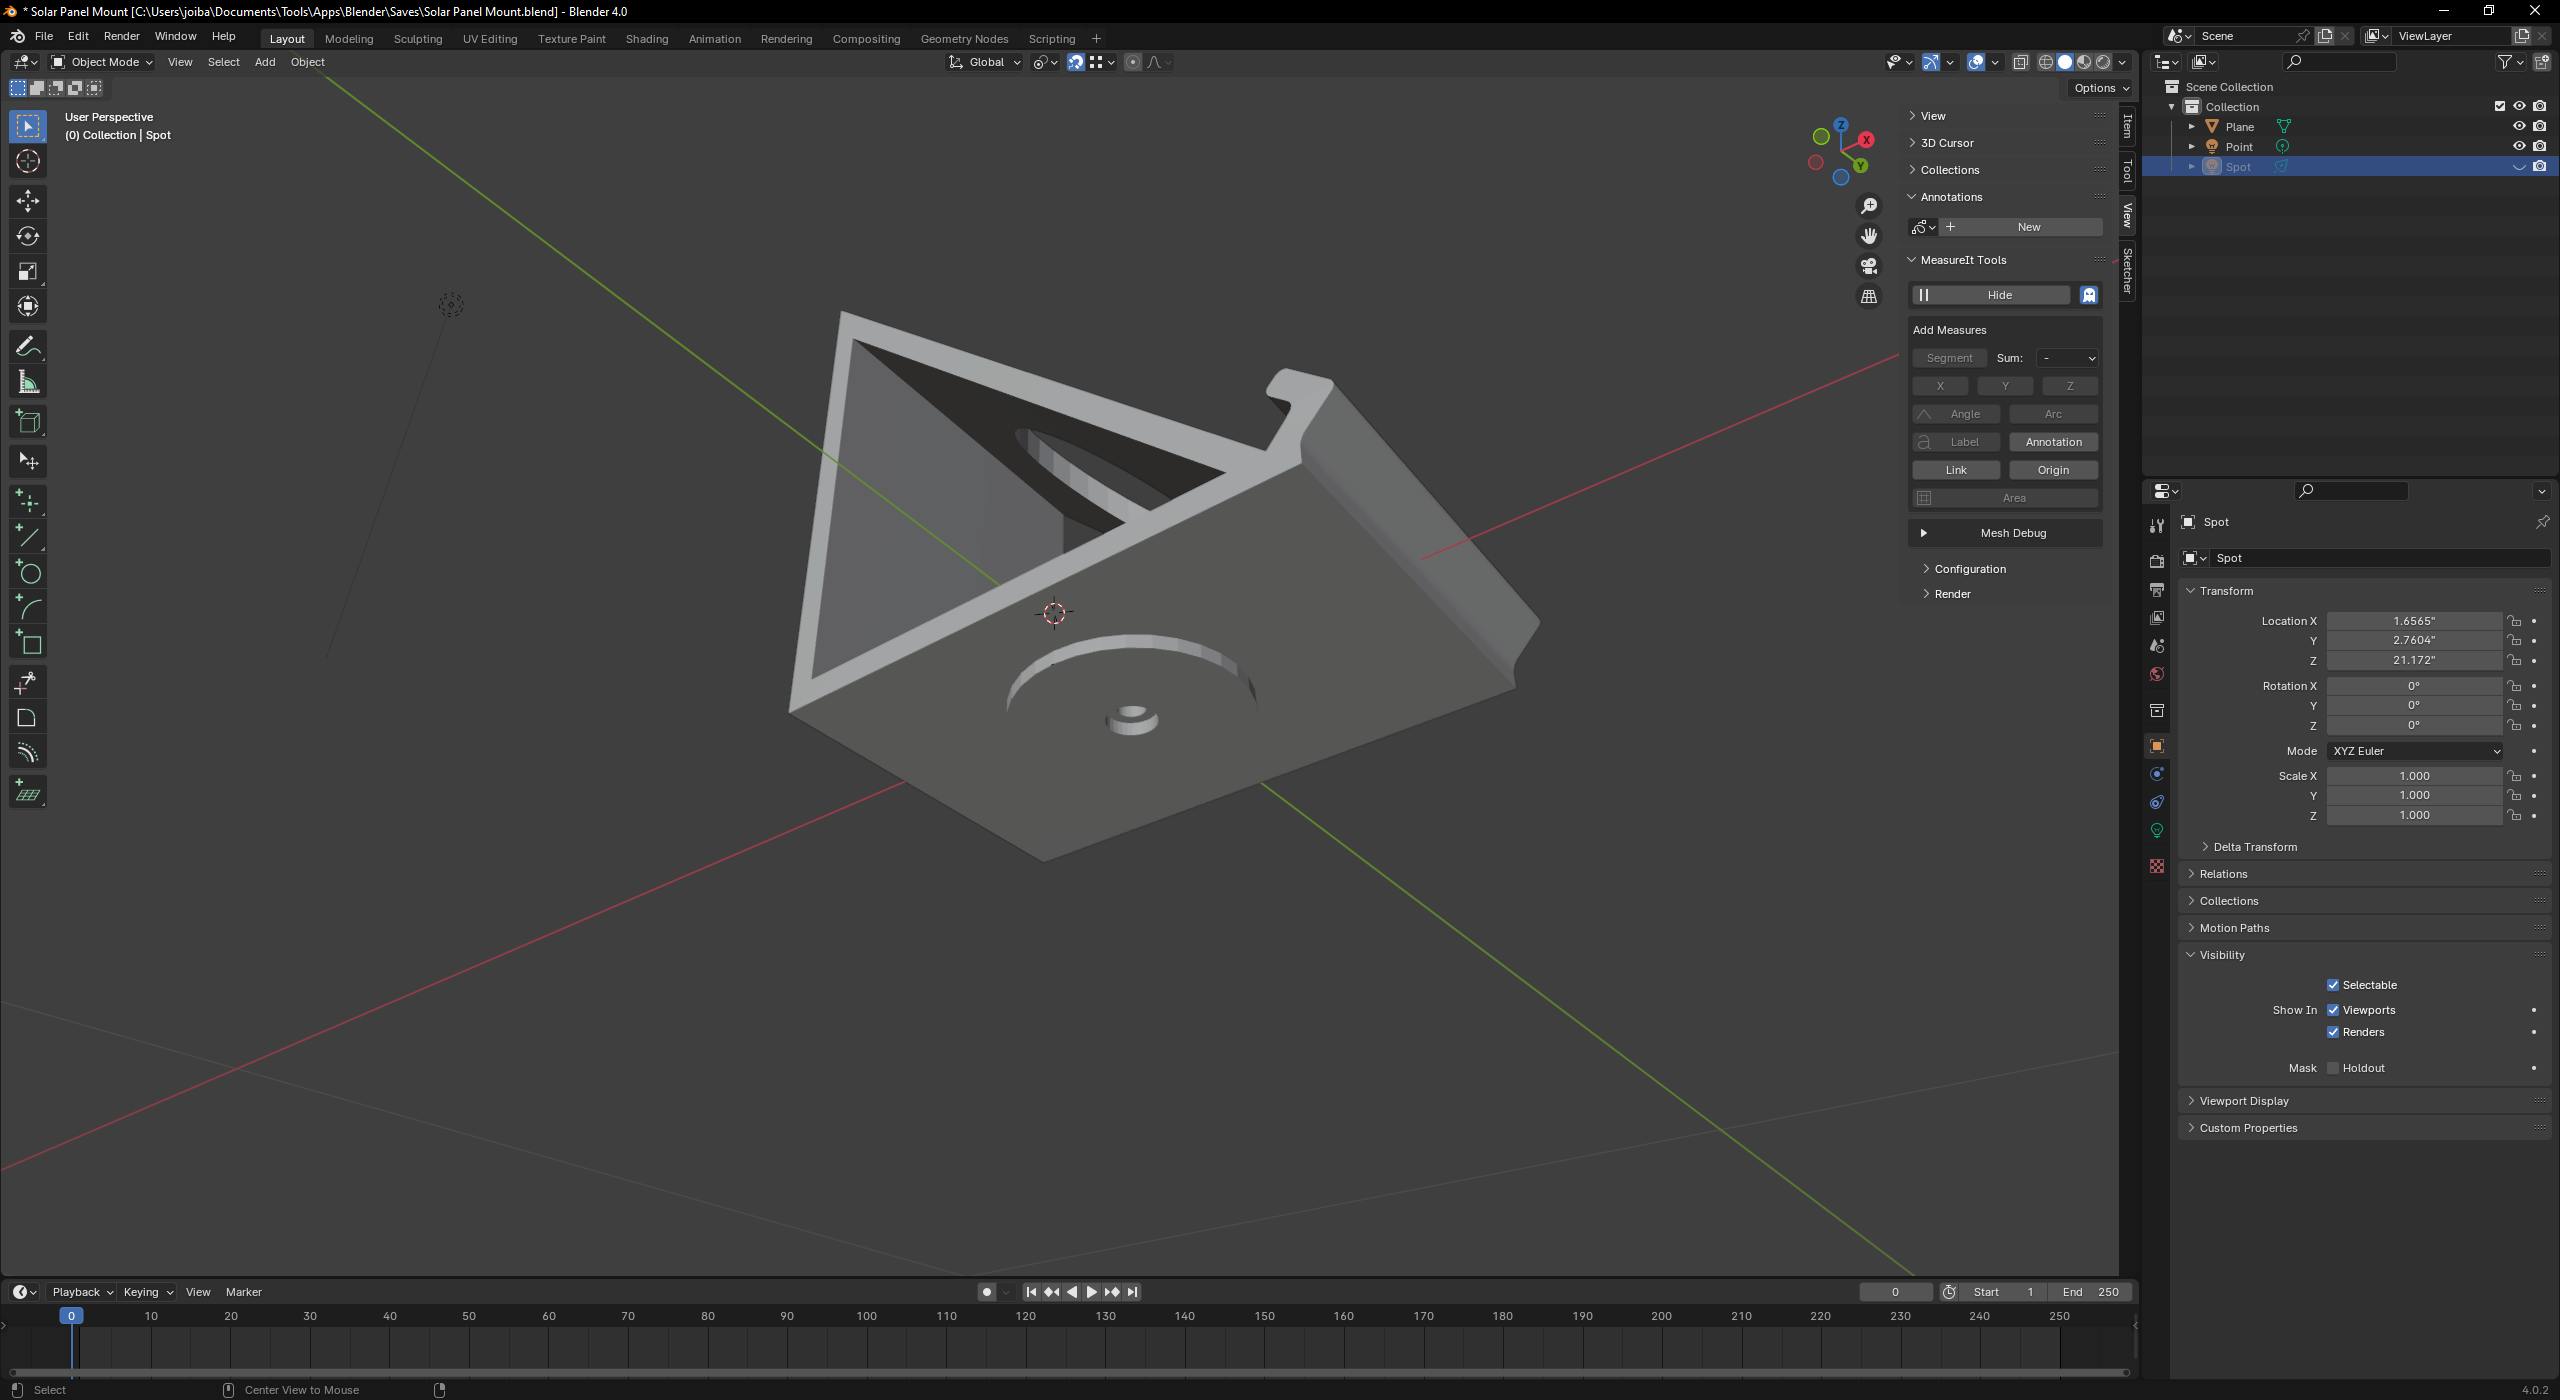 * Solar Panel Mount [C:\Users\joiba\Documents\Tools\Apps\Blender\Saves\Solar Panel Mount.blend] - Blender 4.0
File Edit Render Window Help Layout Modeling Sculpting UV Editing Texture Paint Shading Animation Rendering Compositing Geometry Nodes Scripting +
Scene ViewLayer
Object Mode View Select Add Object Global
Options
User Perspective
(0) Collection | Spot
Z
X
Y
View
3D Cursor
Collections
Annotations
+ New
MeasureIt Tools
Hide
Add Measures
Segment Sum: -
X Y Z
Angle Arc
a Label Annotation
Link Origin
Area
Mesh Debug
Configuration
Render
Item
Tool
View
Sketcher
Scene Collection
Collection
Plane
Point
Spot
Spot
Spot
Transform
Location X 1.6565"
Y 2.7604"
Z 21.172"
Rotation X 0°
Y 0°
Z 0°
Mode XYZ Euler
Scale X 1.000
Y 1.000
Z 1.000
Delta Transform
Relations
Collections
Motion Paths
Visibility
Selectable
Show In Viewports
Renders
Mask Holdout
Viewport Display
Custom Properties
Playback Keying View Marker
0 Start 1 End 250
0 10 20 30 40 50 60 70 80 90 100 110 120 130 140 150 160 170 180 190 200 210 220 230 240 250
Select Center View to Mouse
4.0.2